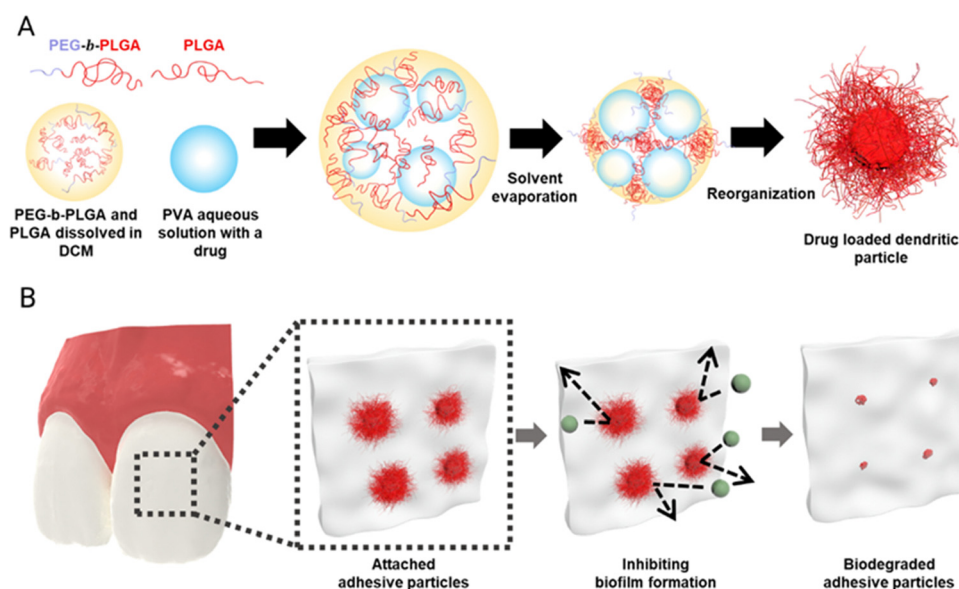 A
PEG-b-PLGA
PLGA
PEG-b-PLGA and
PLGA dissolved in
DCM
PVA aqueous
solution with a
drug
Solvent
evaporation
Reorganization
Drug loaded dendritic
particle
B
Attached
adhesive particles
Inhibiting
biofilm formation
Biodegraded
adhesive particles